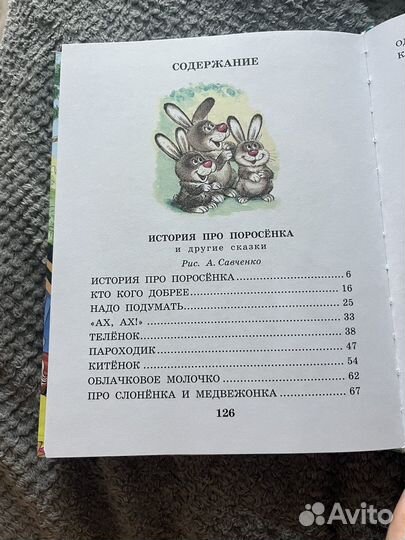 СОДЕРЖАНИЕ
ИСТОРИЯ ПРО ПОРОСЁНКА
и другие сказки
Рис. А. Савченко
ИСТОРИЯ ПРО ПОРОСЁНКА 6
КТО КОГО ДОБРЕЕ 16
НАДО ПОДУМАТЬ 25
«АХ, АХ!» 33
ТЕЛЁНОК 38
ПАРОХОДИК 47
КИТЁНОК 54
ОБЛАЧКОВОЕ МОЛОЧКО 62
ПРО СЛОНЁНКА И МЕДВЕЖОНКА 67
126
Avito